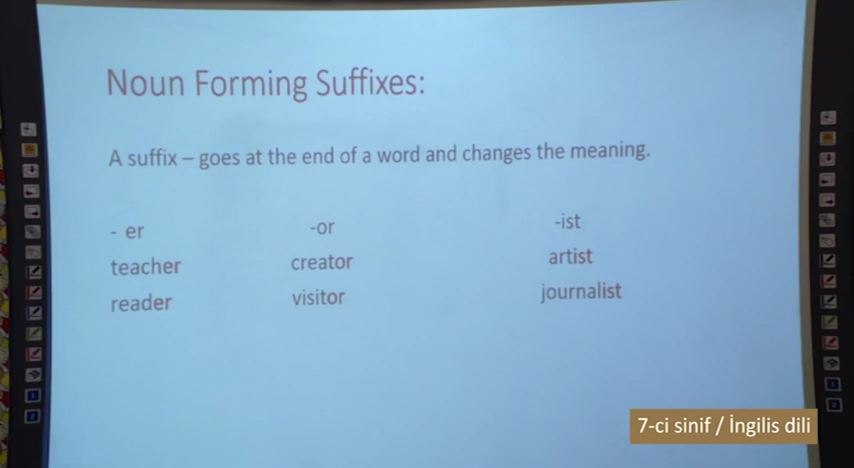 Noun Forming Suffixes:
A suffix – goes at the end of a word and changes the meaning.
- er -or -ist
teacher creator artist
reader visitor journalist
7-ci sinif / İngilis dili